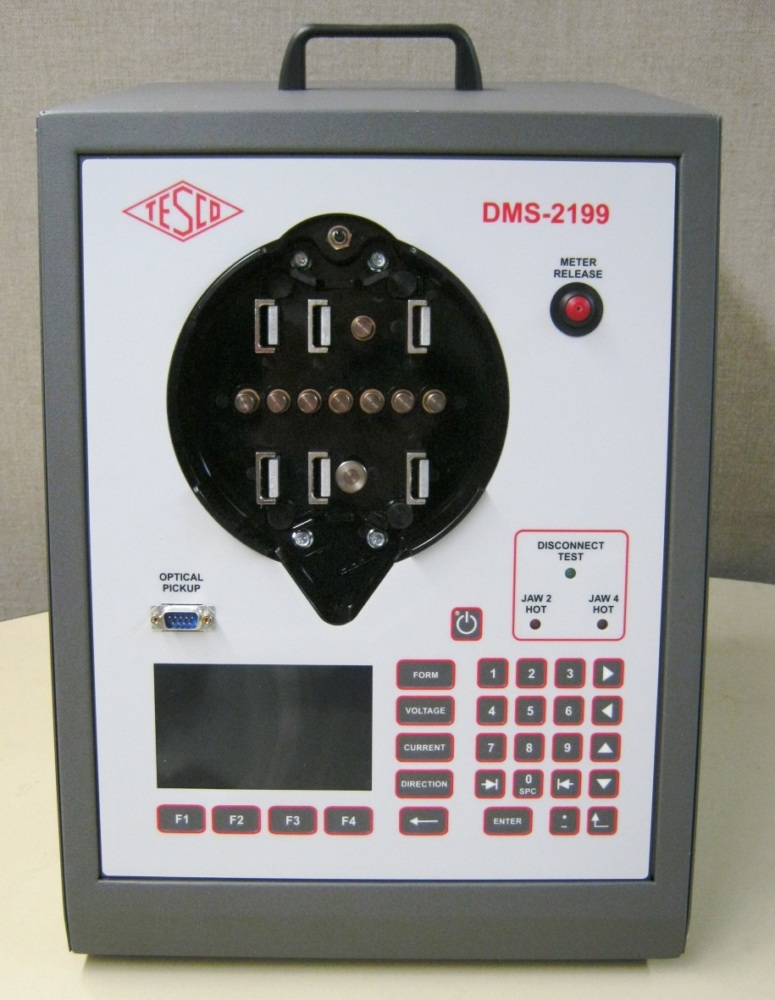 TESCO
DMS-2199
METER
RELEASE
DISCONNECT
TEST
JAW 2
HOT
JAW 4
HOT
OPTICAL
PICKUP
FORM
1 2 3
VOLTAGE
4 5 6
CURRENT
7 8 9
DIRECTION
0
SPC
F1 F2 F3 F4
ENTER